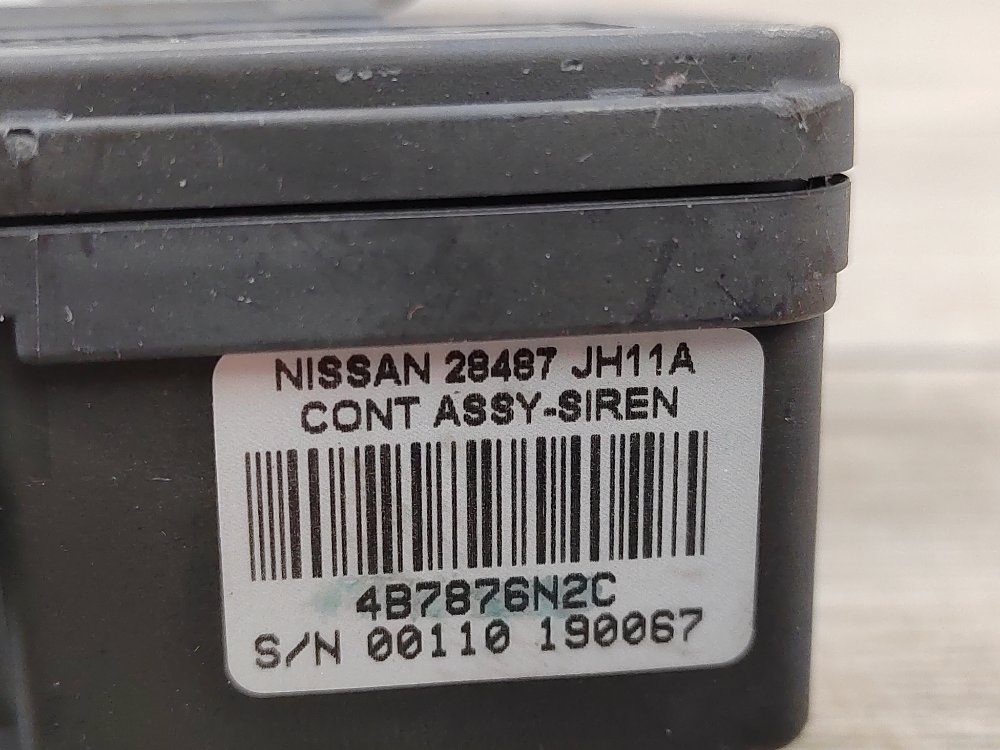 NISSAN 28487 JH11A
CONT ASSY-SIREN
4B7876N2C
S/N 00110 190067